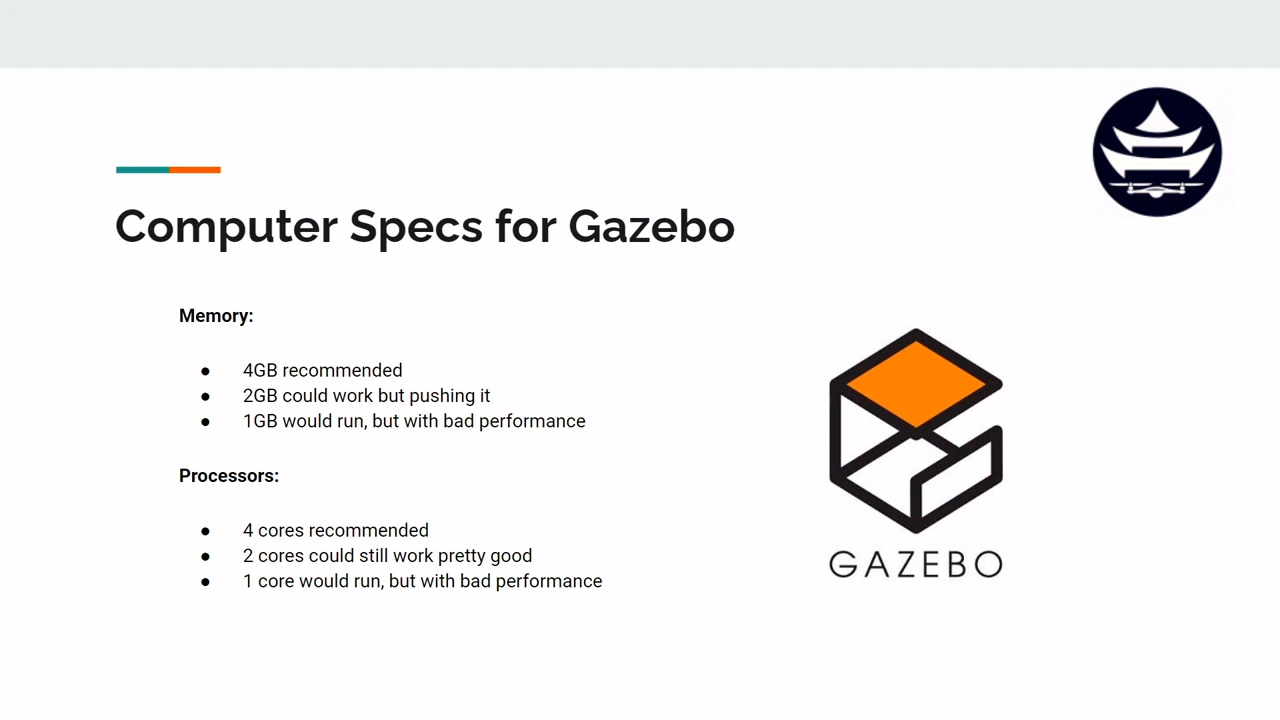 Computer Specs for Gazebo
Memory:
● 4GB recommended
● 2GB could work but pushing it
● 1GB would run, but with bad performance
Processors:
● 4 cores recommended
● 2 cores could still work pretty good
● 1 core would run, but with bad performance
GAZEBO